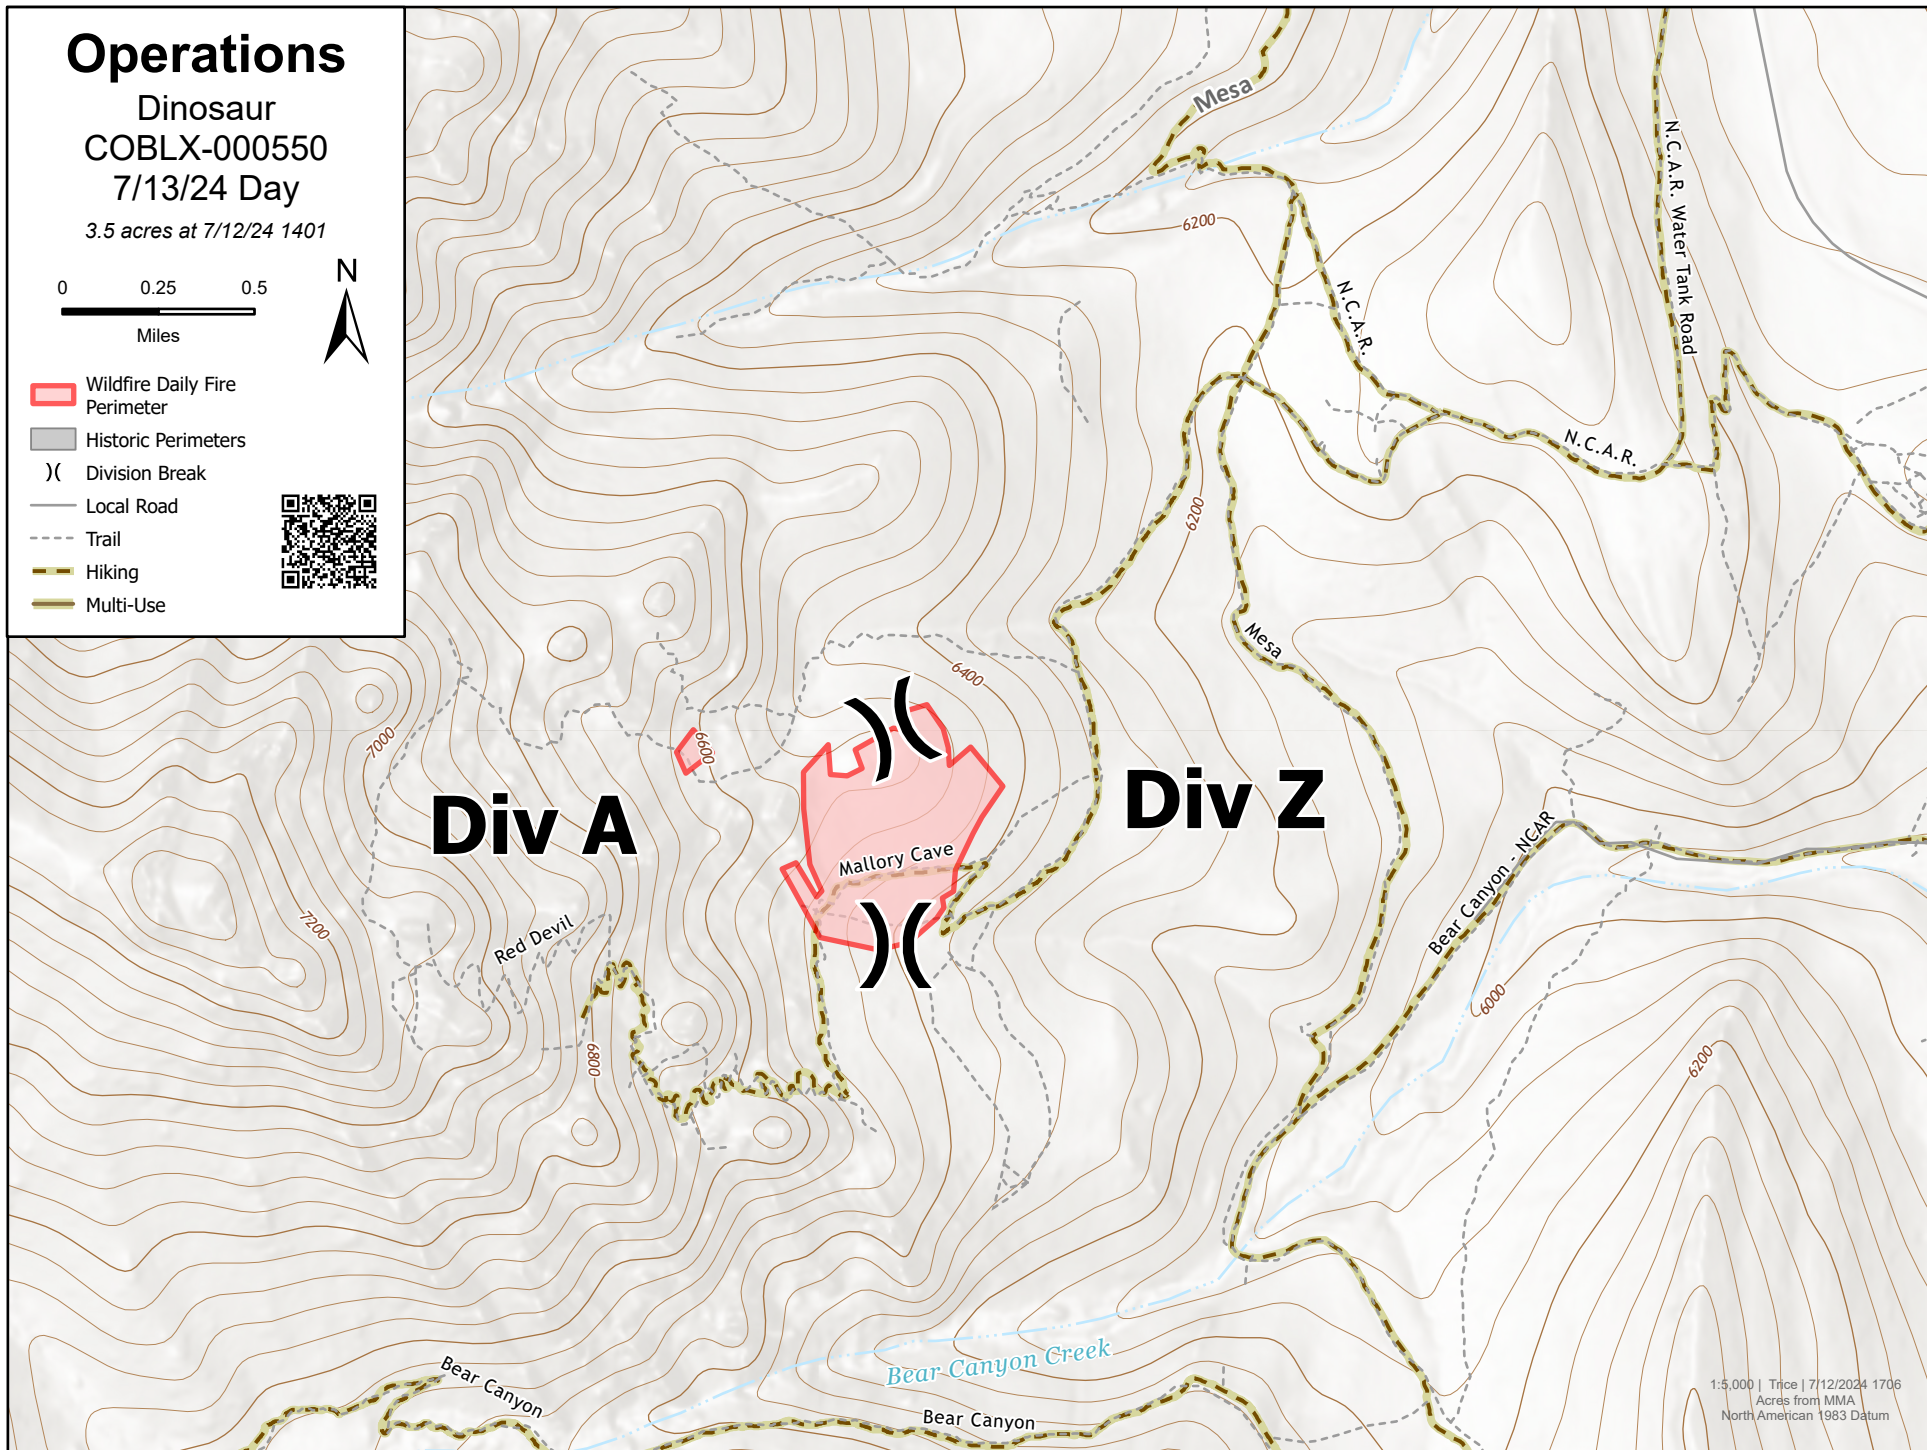 Operations
Dinosaur
COBLX-000550
7/13/24 Day
3.5 acres at 7/12/24 1401
N
0 0.25 0.5
Miles
Wildfire Daily Fire
Perimeter
Historic Perimeters
)( Division Break
Local Road
Trail
Hiking
Multi-Use
Mesa
6200
N.C.A.R. Water Tank Road
N.C.A.R.
N.C.A.R.
6200
Mesa
6400
7000
6600
Div A
Div Z
Mallory Cave
Bear Canyon - NCAR
7200
Red Devil
6000
6800
6200
Bear Canyon Creek
Bear Canyon
Bear Canyon
1:5,000 | Trice | 7/12/2024 1706
Acres from MMA
North American 1983 Datum